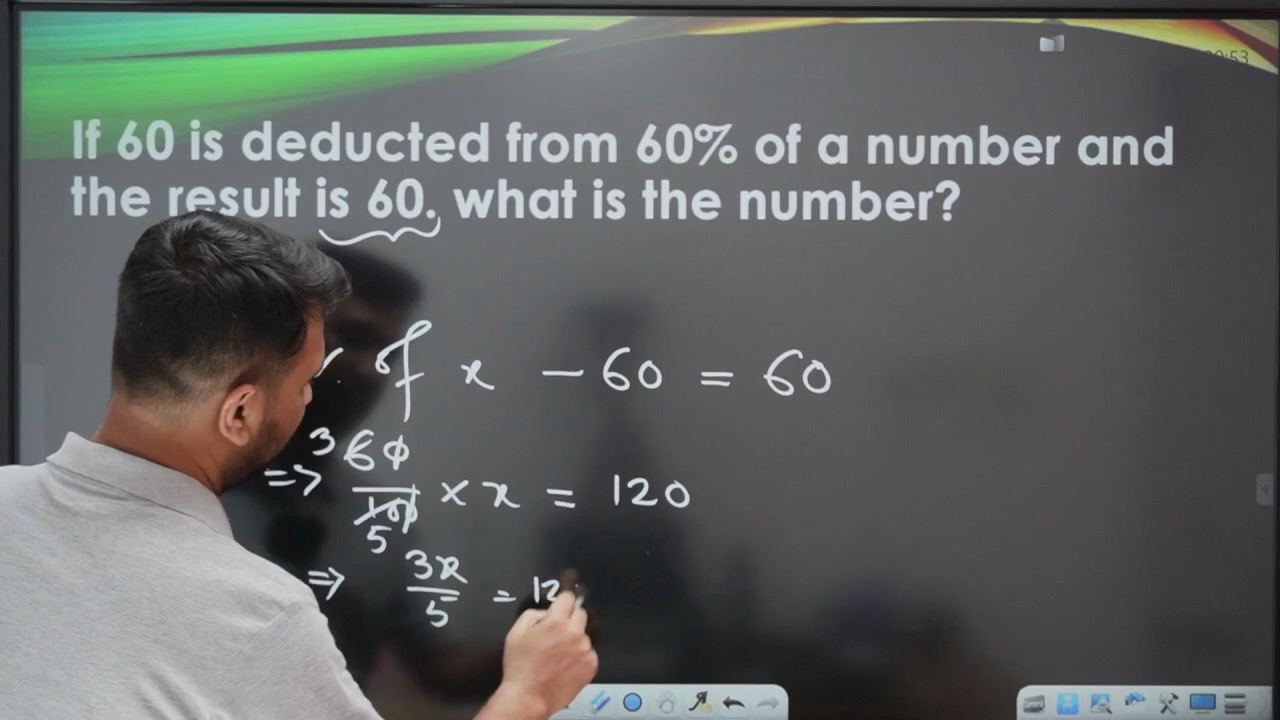 If 60 is deducted from 60% of a number and
the result is 60. what is the number?
of x - 60 = 60
=> 3 60
100 × x = 120
5
=> 3x
5 = 12